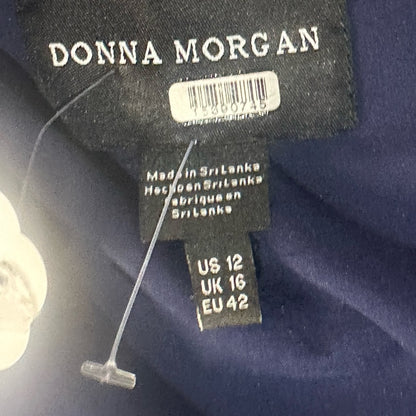 DONNA MORGAN
Made in Sri Lanka
Hecho en Sri Lanka
Fabrique en
Sri Lanka
US 12
UK 16
EU 42